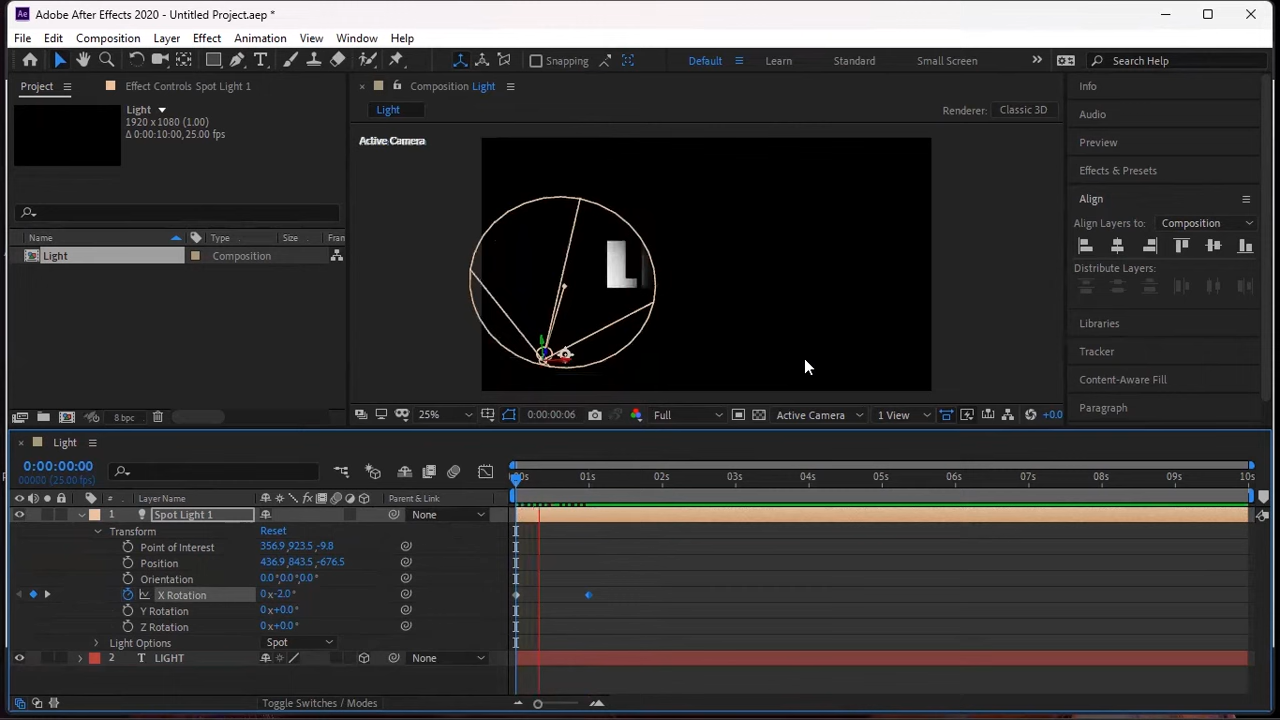 Adobe After Effects 2020 - Untitled Project.aep *
File Edit Composition Layer Effect Animation View Window Help
Snapping Default Learn Standard Small Screen Search Help
Project Effect Controls Spot Light 1
Composition Light
Info
Light
1920 x 1080 (1.00)
Δ 0:00:10:00, 25.00 fps
Light
Renderer: Classic 3D
Audio
Active Camera
Preview
Effects & Presets
Align
Align Layers to: Composition
Distribute Layers:
Name Type Size Fran
Light Composition
L
Libraries
Tracker
Content-Aware Fill
Paragraph
8 bpc
25% 0:00:00:06 Full Active Camera 1 View +0.0
Light
0:00:00:00
00000 (25.00 fps)
:00s 01s 02s 03s 04s 05s 06s 07s 08s 09s 10s
# Layer Name Parent & Link
1 Spot Light 1 None
Transform Reset
Point of Interest 356.9,923.5,-9.8
Position 436.9,843.5,-676.5
Orientation 0.0°,0.0°,0.0°
X Rotation 0x-2.0°
Y Rotation 0x+0.0°
Z Rotation 0x+0.0°
Light Options Spot
2 T LIGHT None
Toggle Switches / Modes